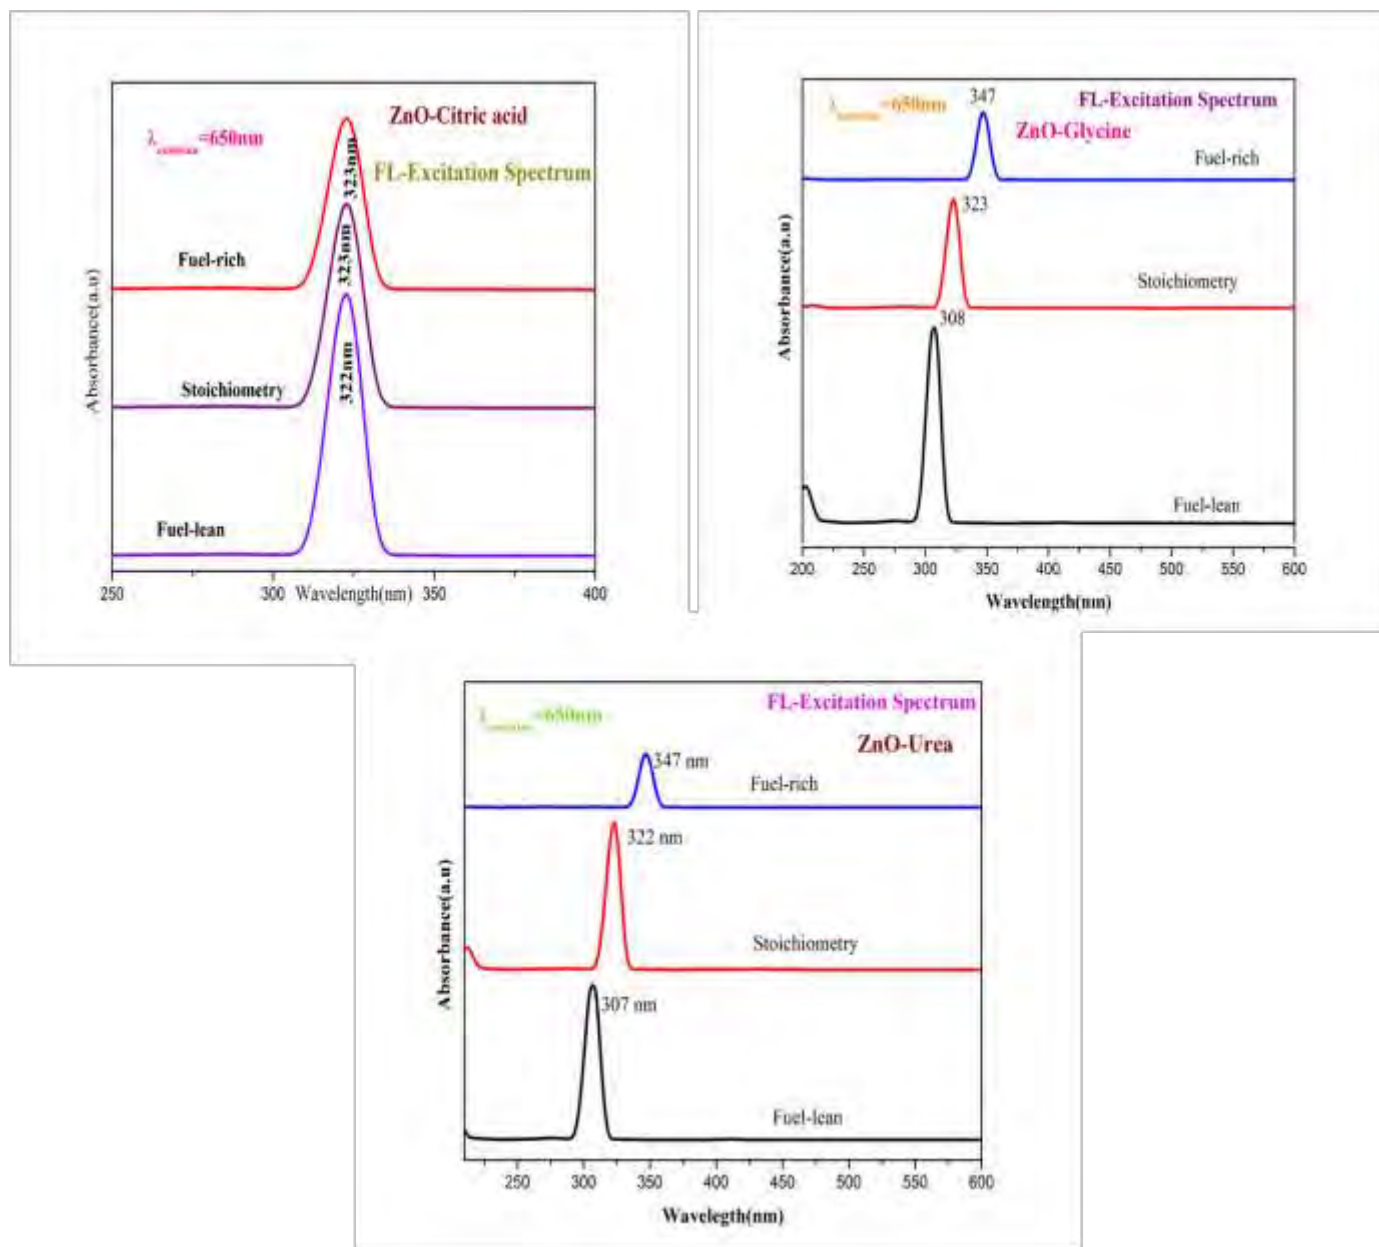 ZnO-Citric acid
=650nm
FL-Excitation Spectrum
323nm
323nm
322nm
Fuel-rich
Stoichiometry
Fuel-lean
Absorbance(a.u)
250 300 350 400
Wavelength(nm)
λ =650nm
347
FL-Excitation Spectrum
ZnO-Glycine
Fuel-rich
323
Stoichiometry
308
Fuel-lean
Absorbance(a.u)
200 250 300 350 400 450 500 550 600
Wavelength(nm)
λ =650nm
FL-Excitation Spectrum
ZnO-Urea
347 nm
Fuel-rich
322 nm
Stoichiometry
307 nm
Fuel-lean
Absorbance(a.u)
250 300 350 400 450 500 550 600
Wavelegth(nm)